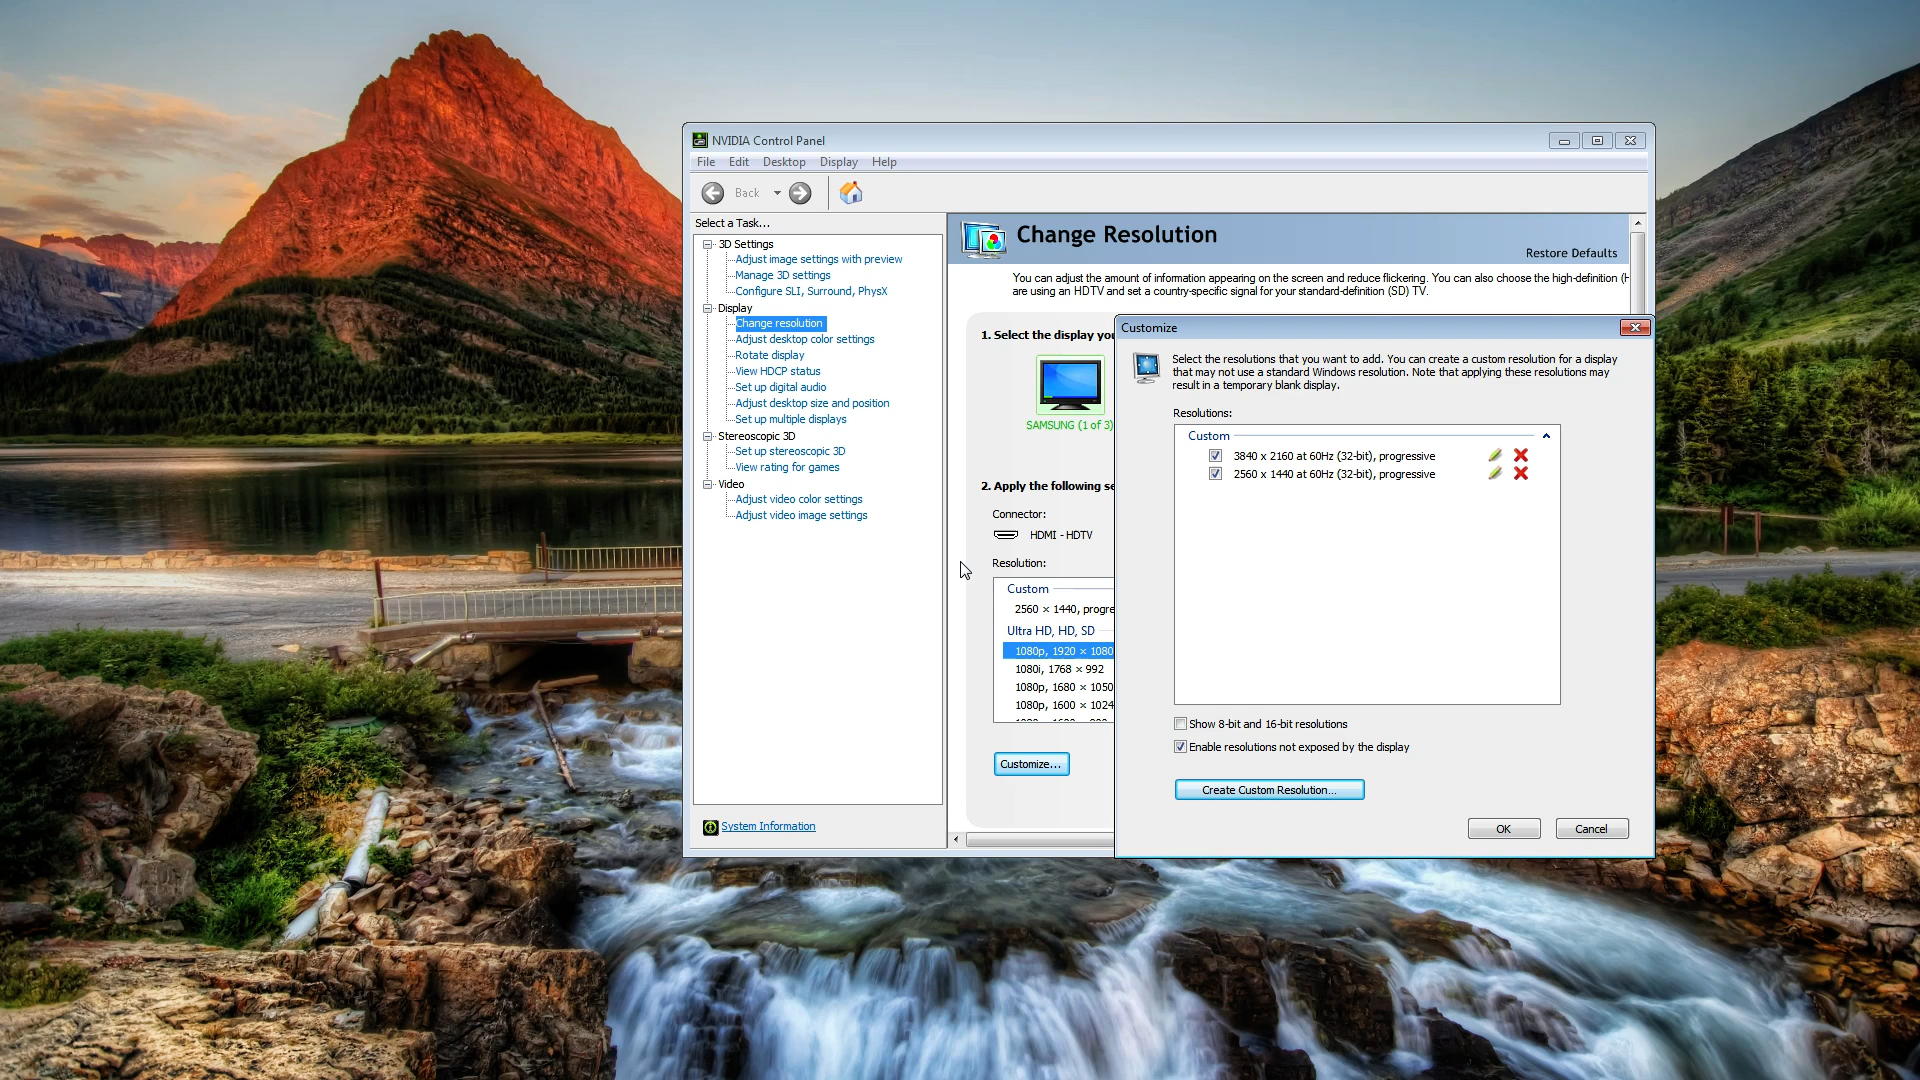 NVIDIA Control Panel
File Edit Desktop Display Help
Back
Select a Task...
3D Settings
Adjust image settings with preview
Manage 3D settings
Configure SLI, Surround, PhysX
Display
Change resolution
Adjust desktop color settings
Rotate display
View HDCP status
Set up digital audio
Adjust desktop size and position
Set up multiple displays
Stereoscopic 3D
Set up stereoscopic 3D
View rating for games
Video
Adjust video color settings
Adjust video image settings
System Information
Change Resolution
Restore Defaults
You can adjust the amount of information appearing on the screen and reduce flickering. You can also choose the high-definition (H
are using an HDTV and set a country-specific signal for your standard-definition (SD) TV.
1. Select the display you
SAMSUNG (1 of 3)
2. Apply the following se
Connector:
HDMI - HDTV
Resolution:
Custom
2560 × 1440, progre
Ultra HD, HD, SD
1080p, 1920 × 1080
1080i, 1768 × 992
1080p, 1680 × 1050
1080p, 1600 × 1024
Customize...
Customize
Select the resolutions that you want to add. You can create a custom resolution for a display
that may not use a standard Windows resolution. Note that applying these resolutions may
result in a temporary blank display.
Resolutions:
Custom
3840 x 2160 at 60Hz (32-bit), progressive
2560 x 1440 at 60Hz (32-bit), progressive
Show 8-bit and 16-bit resolutions
Enable resolutions not exposed by the display
Create Custom Resolution...
OK Cancel